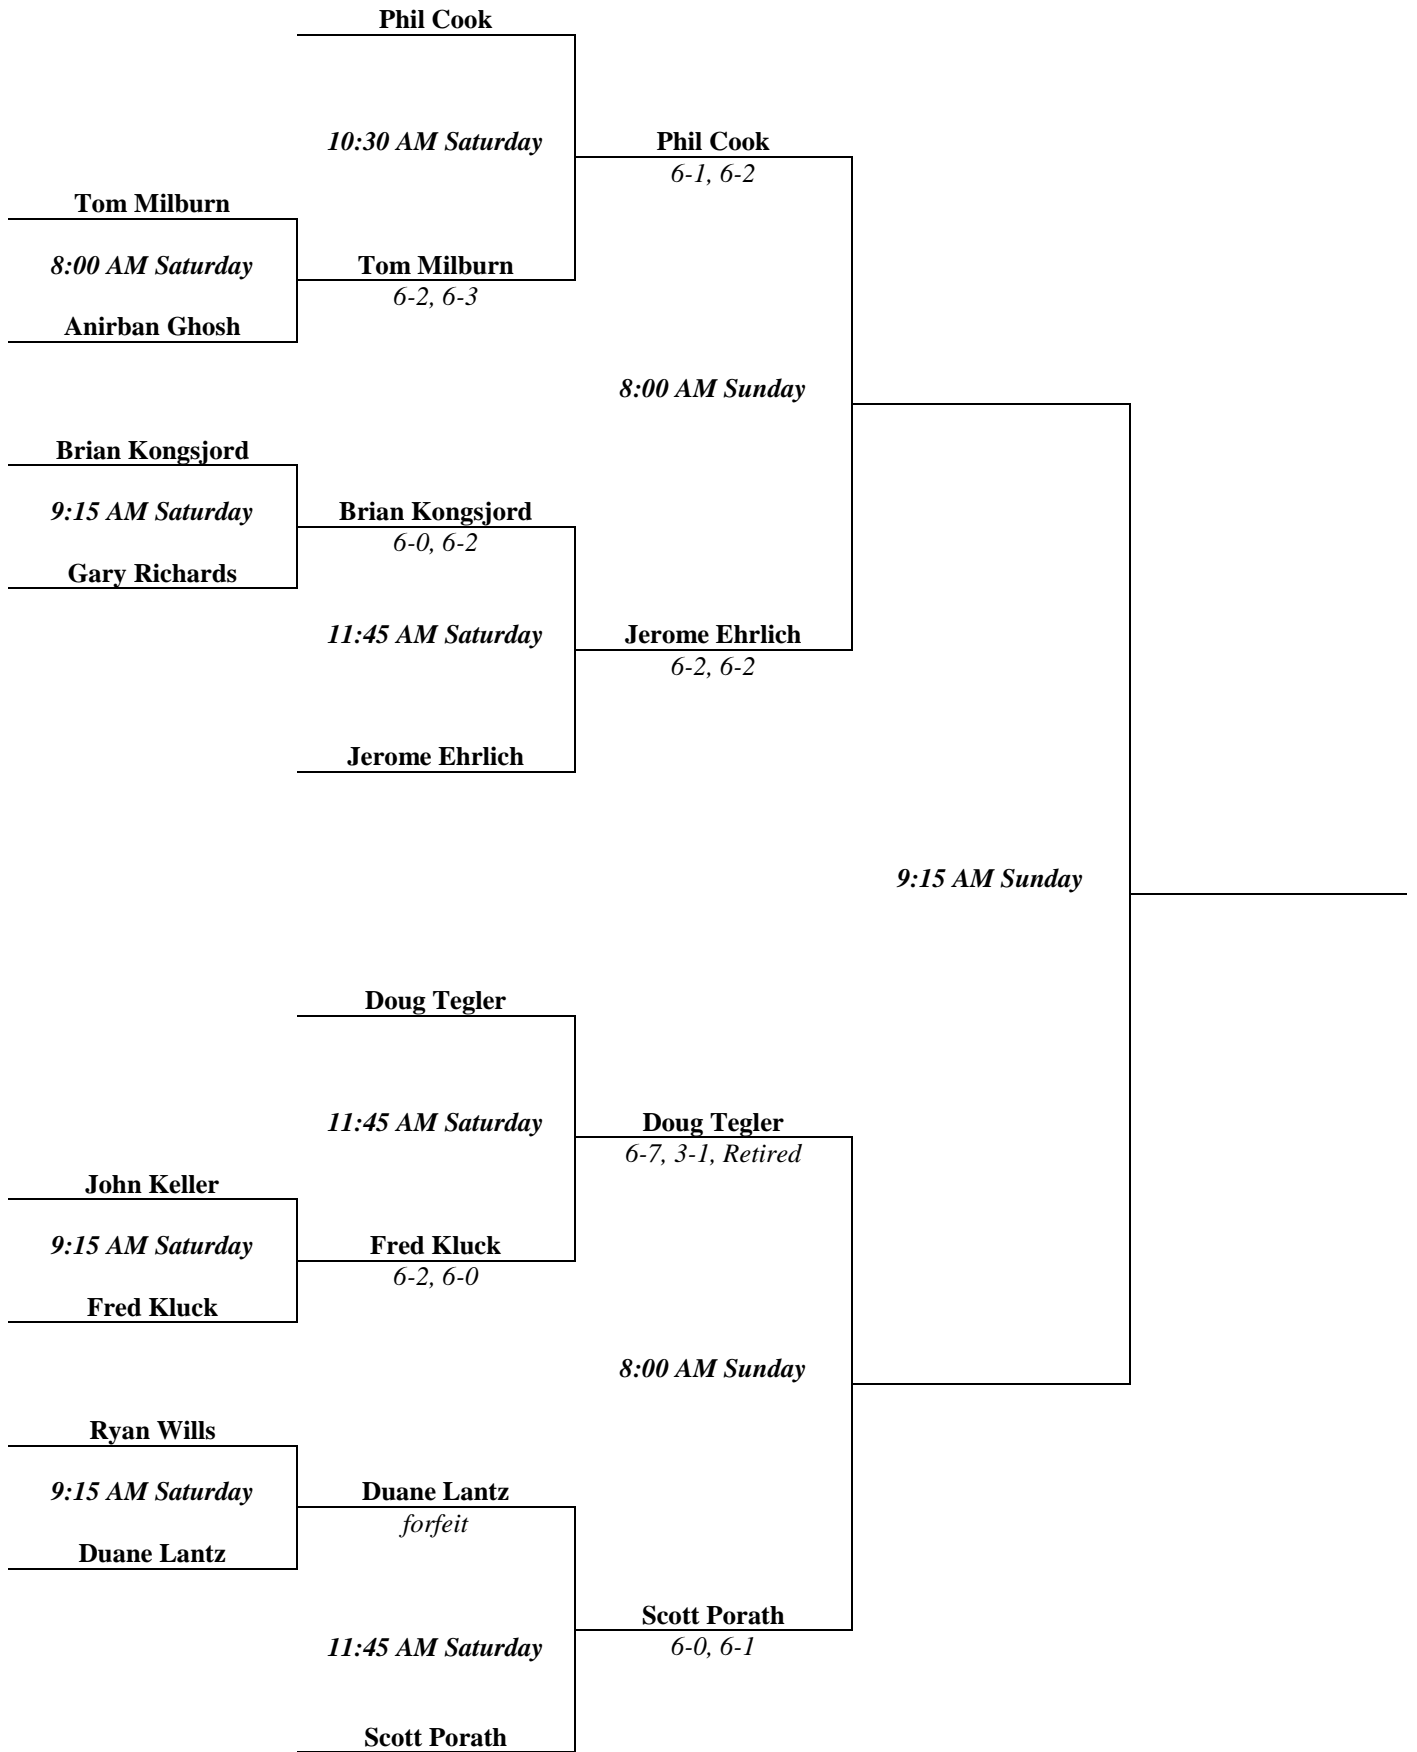 Phil Cook
10:30 AM Saturday
Phil Cook
6-1, 6-2
Tom Milburn
8:00 AM Saturday
Tom Milburn
6-2, 6-3
Anirban Ghosh
8:00 AM Sunday
Brian Kongsjord
9:15 AM Saturday
Brian Kongsjord
6-0, 6-2
Gary Richards
11:45 AM Saturday
Jerome Ehrlich
6-2, 6-2
Jerome Ehrlich
9:15 AM Sunday
Doug Tegler
11:45 AM Saturday
Doug Tegler
6-7, 3-1, Retired
John Keller
9:15 AM Saturday
Fred Kluck
6-2, 6-0
Fred Kluck
8:00 AM Sunday
Ryan Wills
9:15 AM Saturday
Duane Lantz
forfeit
Duane Lantz
11:45 AM Saturday
Scott Porath
6-0, 6-1
Scott Porath